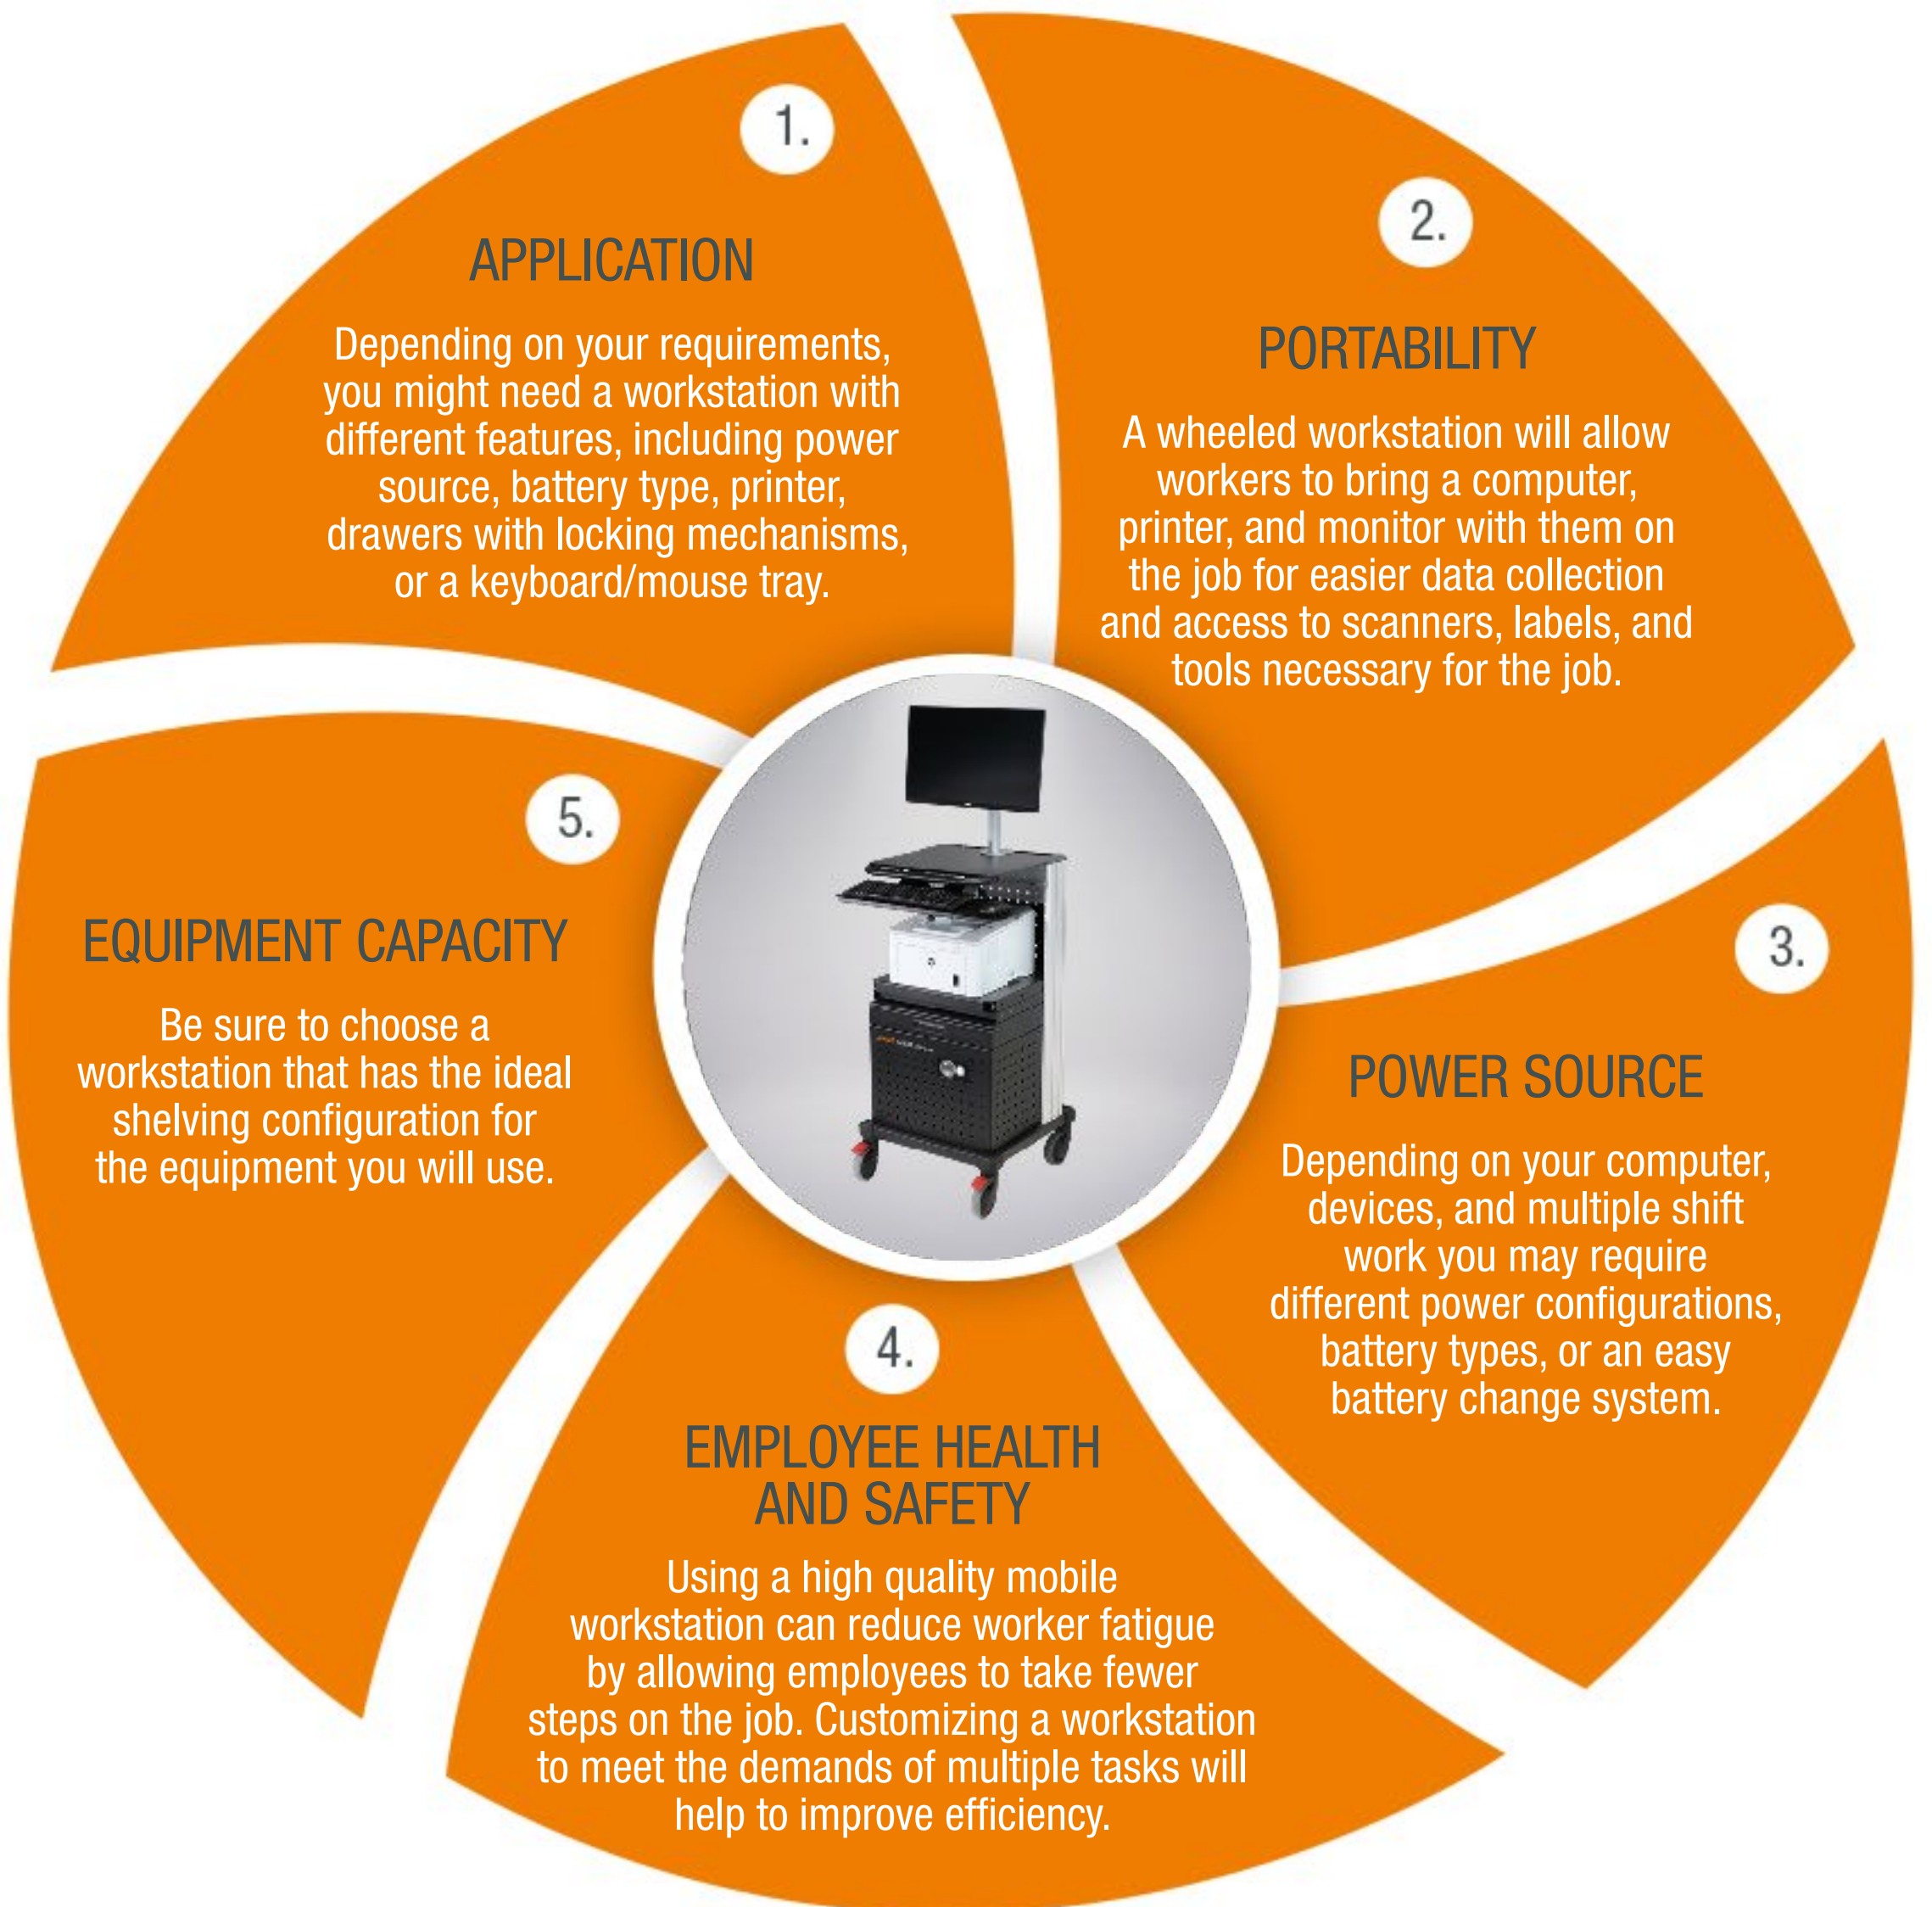 1.
APPLICATION
Depending on your requirements,
you might need a workstation with
different features, including power
source, battery type, printer,
drawers with locking mechanisms,
or a keyboard/mouse tray.
2.
PORTABILITY
A wheeled workstation will allow
workers to bring a computer,
printer, and monitor with them on
the job for easier data collection
and access to scanners, labels, and
tools necessary for the job.
3.
POWER SOURCE
Depending on your computer,
devices, and multiple shift
work you may require
different power configurations,
battery types, or an easy
battery change system.
4.
EMPLOYEE HEALTH
AND SAFETY
Using a high quality mobile
workstation can reduce worker fatigue
by allowing employees to take fewer
steps on the job. Customizing a workstation
to meet the demands of multiple tasks will
help to improve efficiency.
5.
EQUIPMENT CAPACITY
Be sure to choose a
workstation that has the ideal
shelving configuration for
the equipment you will use.